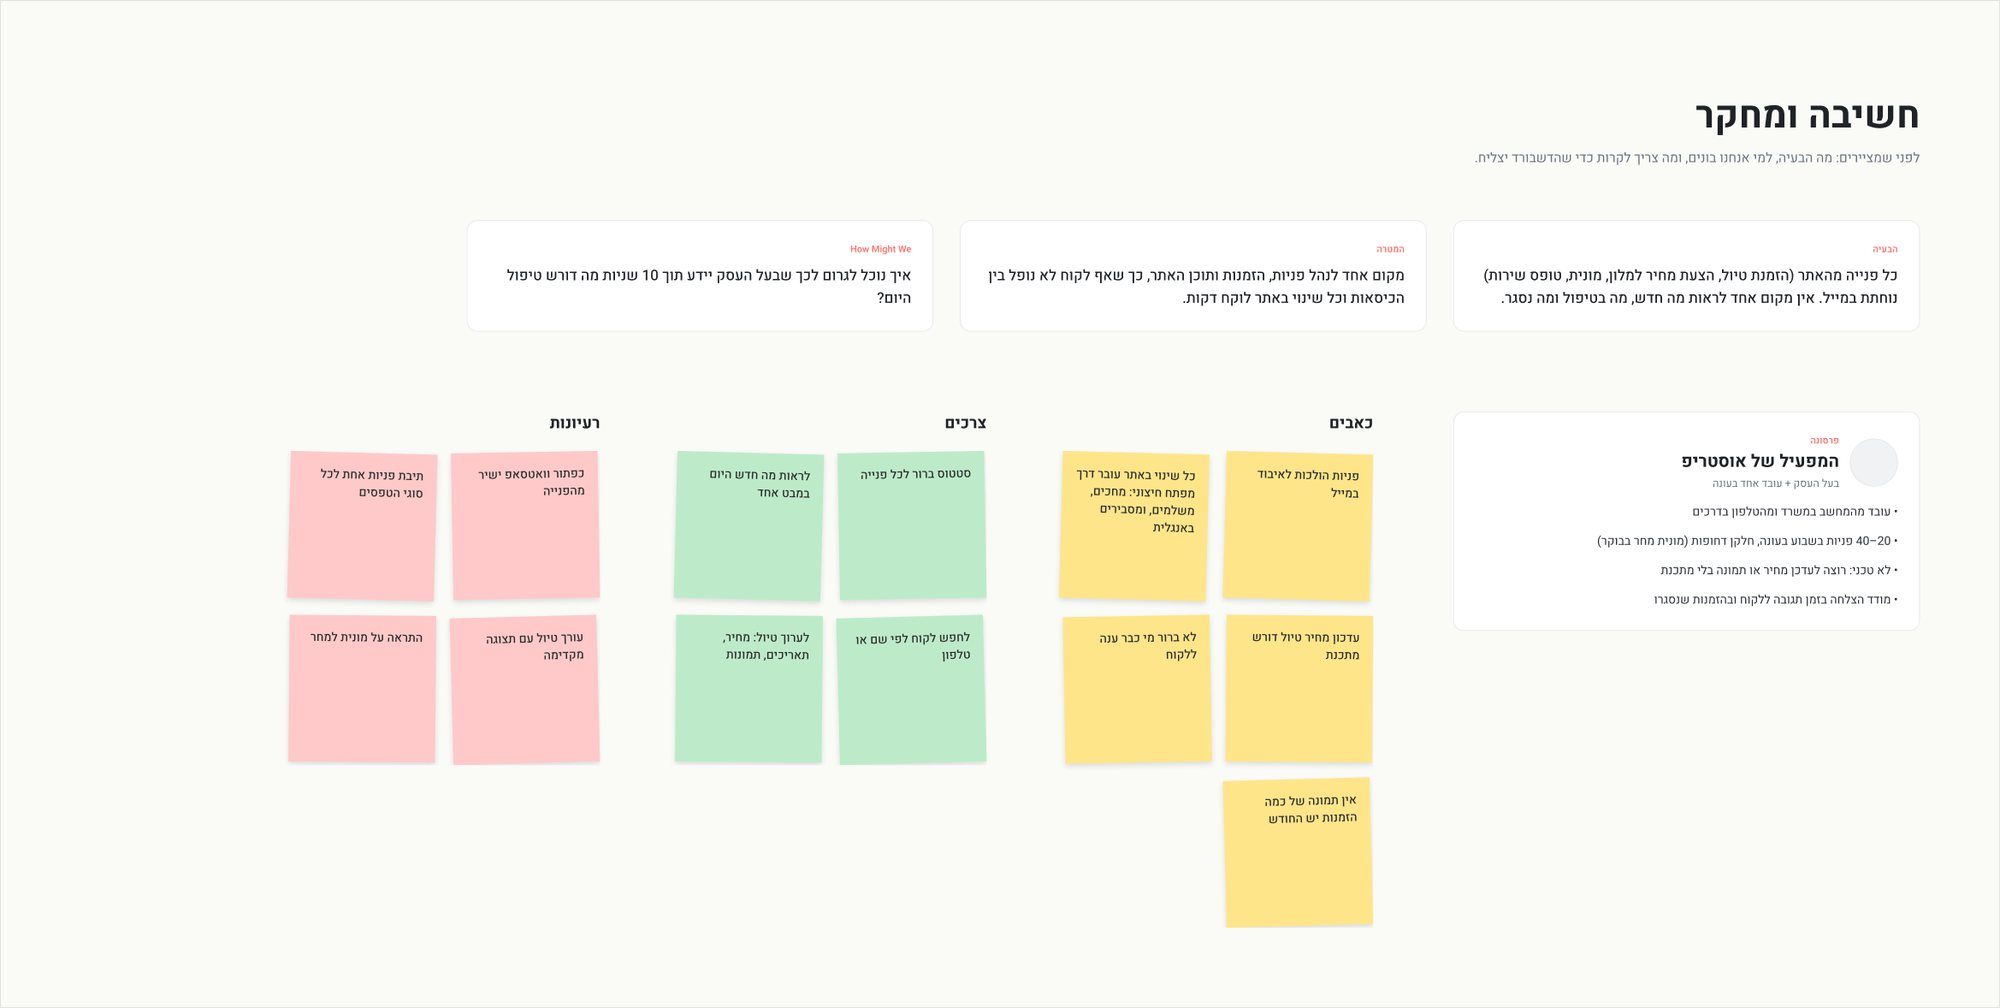 חשיבה ומחקר
לפני שמציירים: מה הבעיה, למי אנחנו בונים, ומה צריך לקרות כדי שהדשבורד יצליח.
הבעיה
כל פנייה מהאתר (הזמנת טיול, הצעת מחיר למלון, מונית, טופס שירות)
נוחתת במייל. אין מקום אחד לראות מה חדש, מה בטיפול ומה נסגר.
המטרה
מקום אחד לנהל פניות, הזמנות ותוכן האתר, כך שאף לקוח לא נופל בין
הכיסאות וכל שינוי באתר לוקח דקות.
How Might We
איך נוכל לגרום לכך שבעל העסק יידע תוך 10 שניות מה דורש טיפול
היום?
פרסונה
המפעיל של אוסטריפ
בעל העסק + עובד אחד בעונה
• עובד מהמחשב במשרד ומהטלפון בדרכים
• 20–40 פניות בשבוע בעונה, חלקן דחופות (מונית מחר בבוקר)
• לא טכני: רוצה לעדכן מחיר או תמונה בלי מתכנת
• מודד הצלחה בזמן תגובה ללקוח ובהזמנות שנסגרו
כאבים
פניות הולכות לאיבוד
במייל
כל שינוי באתר עובר דרך
מפתח חיצוני: מחכים,
משלמים, ומסבירים
באנגלית
עדכון מחיר טיול דורש
מתכנת
לא ברור מי כבר ענה
ללקוח
אין תמונה של כמה
הזמנות יש החודש
צרכים
סטטוס ברור לכל פנייה
לראות מה חדש היום
במבט אחד
לחפש לקוח לפי שם או
טלפון
לערוך טיול: מחיר,
תאריכים, תמונות
רעיונות
כפתור וואטסאפ ישיר
מהפנייה
תיבת פניות אחת לכל
סוגי הטפסים
עורך טיול עם תצוגה
מקדימה
התראה על מונית למחר